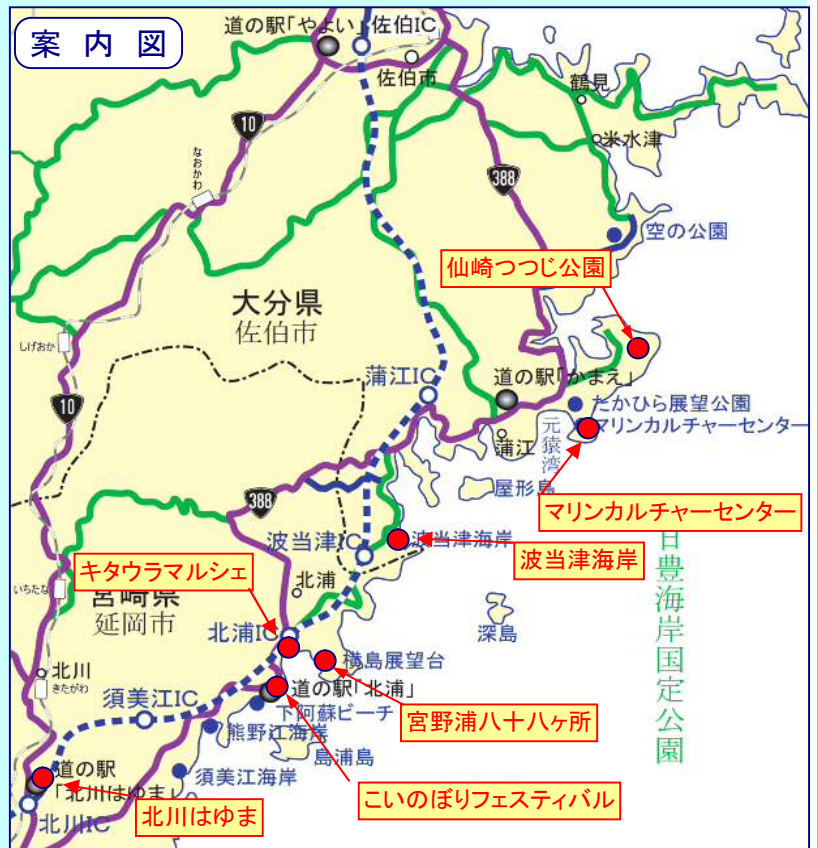 案内図
道の駅「やよい」
佐伯IC
佐伯市
鶴見
米水津
10
なおかわ
388
空の公園
仙崎つつじ公園
大分県
佐伯市
しげおか
蒲江IC
道の駅「かまえ」
たかひら展望公園
マリンカルチャーセンター
10
蒲江
元猿湾
屋形島
マリンカルチャーセンター
388
波当津IC
波当津海岸
波当津海岸
日豊海岸国定公園
キタウラマルシェ
いちたな
宮崎県
延岡市
北浦
深島
北浦IC
横島展望台
北川
きたがわ
須美江IC
道の駅「北浦」
宮野浦八十八ヶ所
下阿蘇ビーチ
熊野江海岸
島浦島
道の駅
「北川はゆま」
須美江海岸
こいのぼりフェスティバル
北川はゆま
北川IC